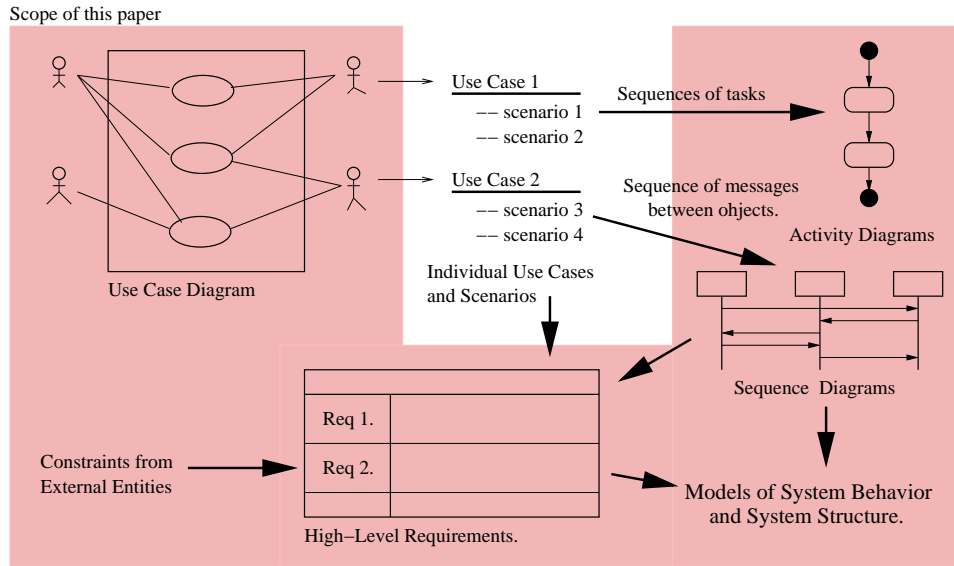 Scope of this paper
Use Case Diagram
Use Case 1
−− scenario 1
−− scenario 2
Use Case 2
−− scenario 3
−− scenario 4
Individual Use Cases
and Scenarios
Sequences of tasks
Sequence of messages
between objects.
Activity Diagrams
Sequence Diagrams
Req 1.
Req 2.
High−Level Requirements.
Constraints from
External Entities
Models of System Behavior
and System Structure.